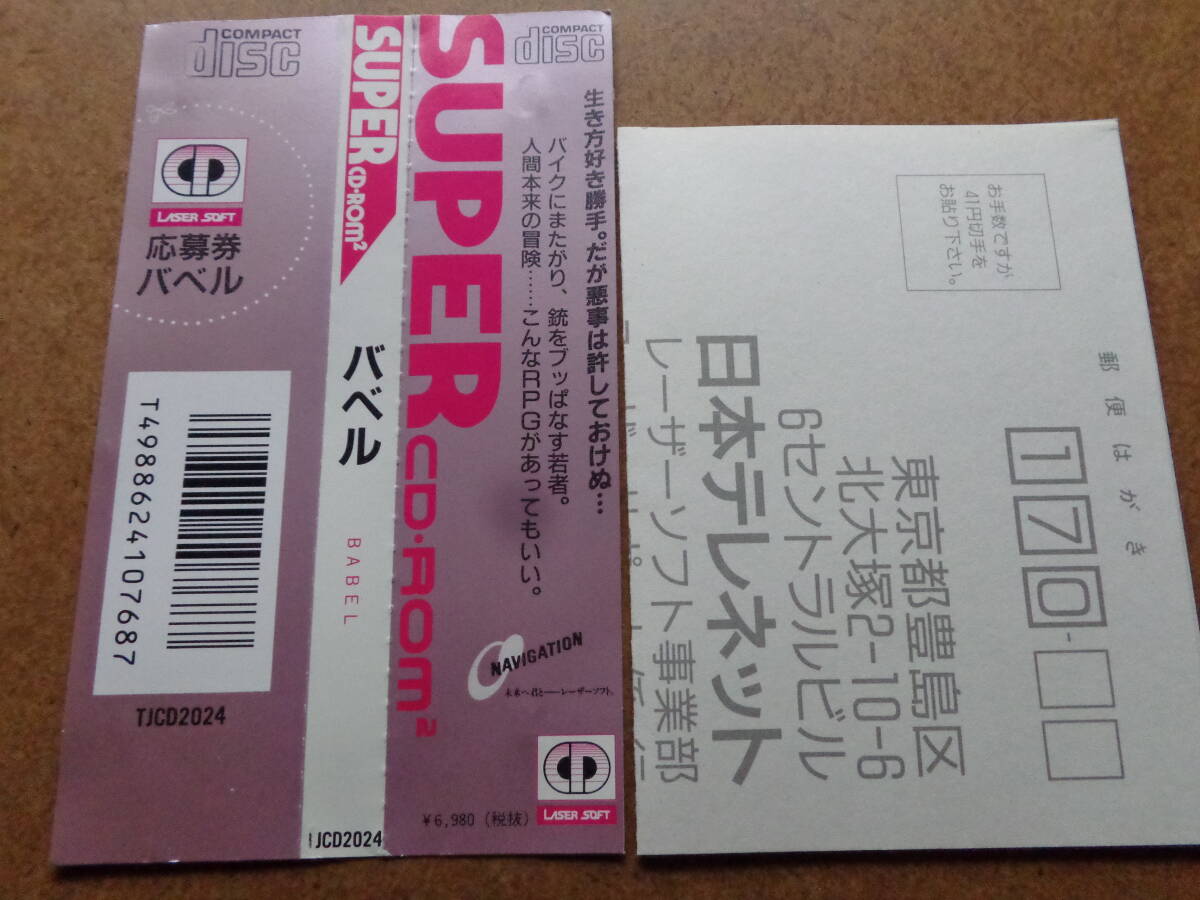 COMPACT
disc
LASER SOFT
応募券
バベル
T4988624107687
TJCD2024
SUPER
CD-ROM²
バベル
BABEL
JCD2024
SUPER CD-ROM²
COMPACT
disc
生き方好き勝手。だが悪事は許しておけぬ…
バイクにまたがり、銃をブッぱなす若者。
人間本来の冒険……こんなRPGがあってもいい。
NAVIGATION
未来へ君と──レーザーソフト。
LASER SOFT
¥6,980(税抜)
お手数ですが
41円切手を
お貼り下さい。
郵便はがき
170-
東京都豊島区
北大塚2-10-6
6セントラルビル
日本テレネット
レーザーソフト事業部